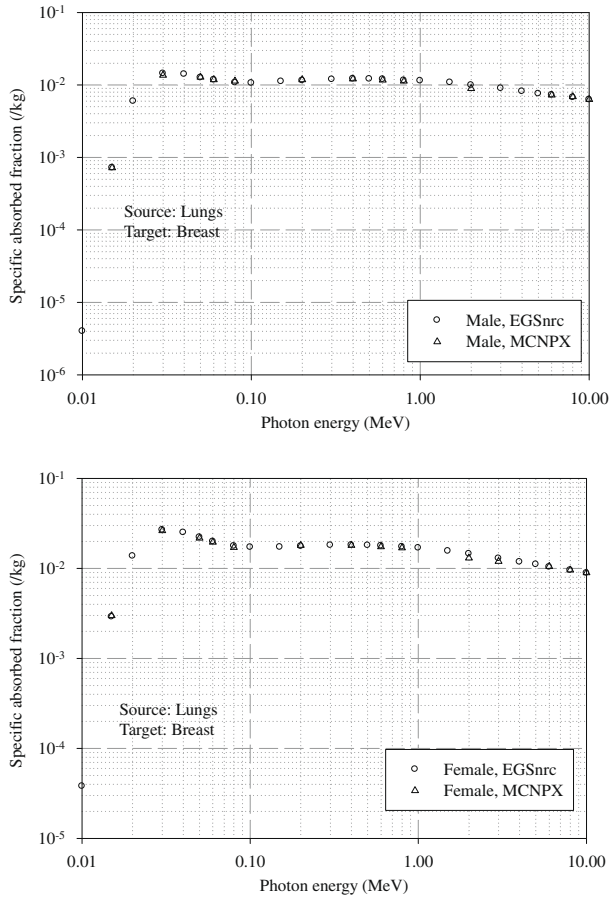 Specific absorbed fraction (/kg)
10-1
10-2
10-3
10-4
10-5
10-6
Source: Lungs
Target: Breast
Male, EGSnrc
Male, MCNPX
0.01
0.10
1.00
10.00
Photon energy (MeV)
Specific absorbed fraction (/kg)
10-1
10-2
10-3
10-4
10-5
Source: Lungs
Target: Breast
Female, EGSnrc
Female, MCNPX
0.01
0.10
1.00
10.00
Photon energy (MeV)